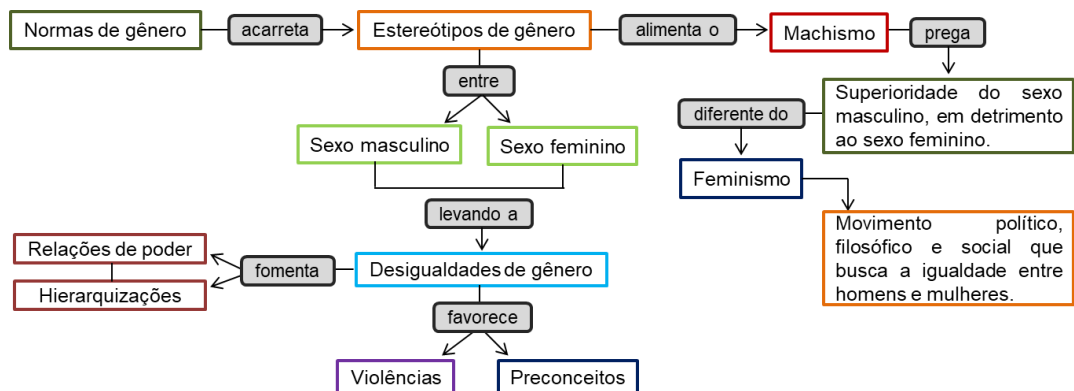 Normas de gênero
acarreta
Estereótipos de gênero
alimenta o
Machismo
prega
entre
Superioridade do sexo
masculino, em detrimento
ao sexo feminino.
diferente do
Sexo masculino
Sexo feminino
Feminismo
levando a
Movimento político,
filosófico e social que
busca a igualdade entre
homens e mulheres.
Relações de poder
fomenta
Desigualdades de gênero
Hierarquizações
favorece
Violências
Preconceitos